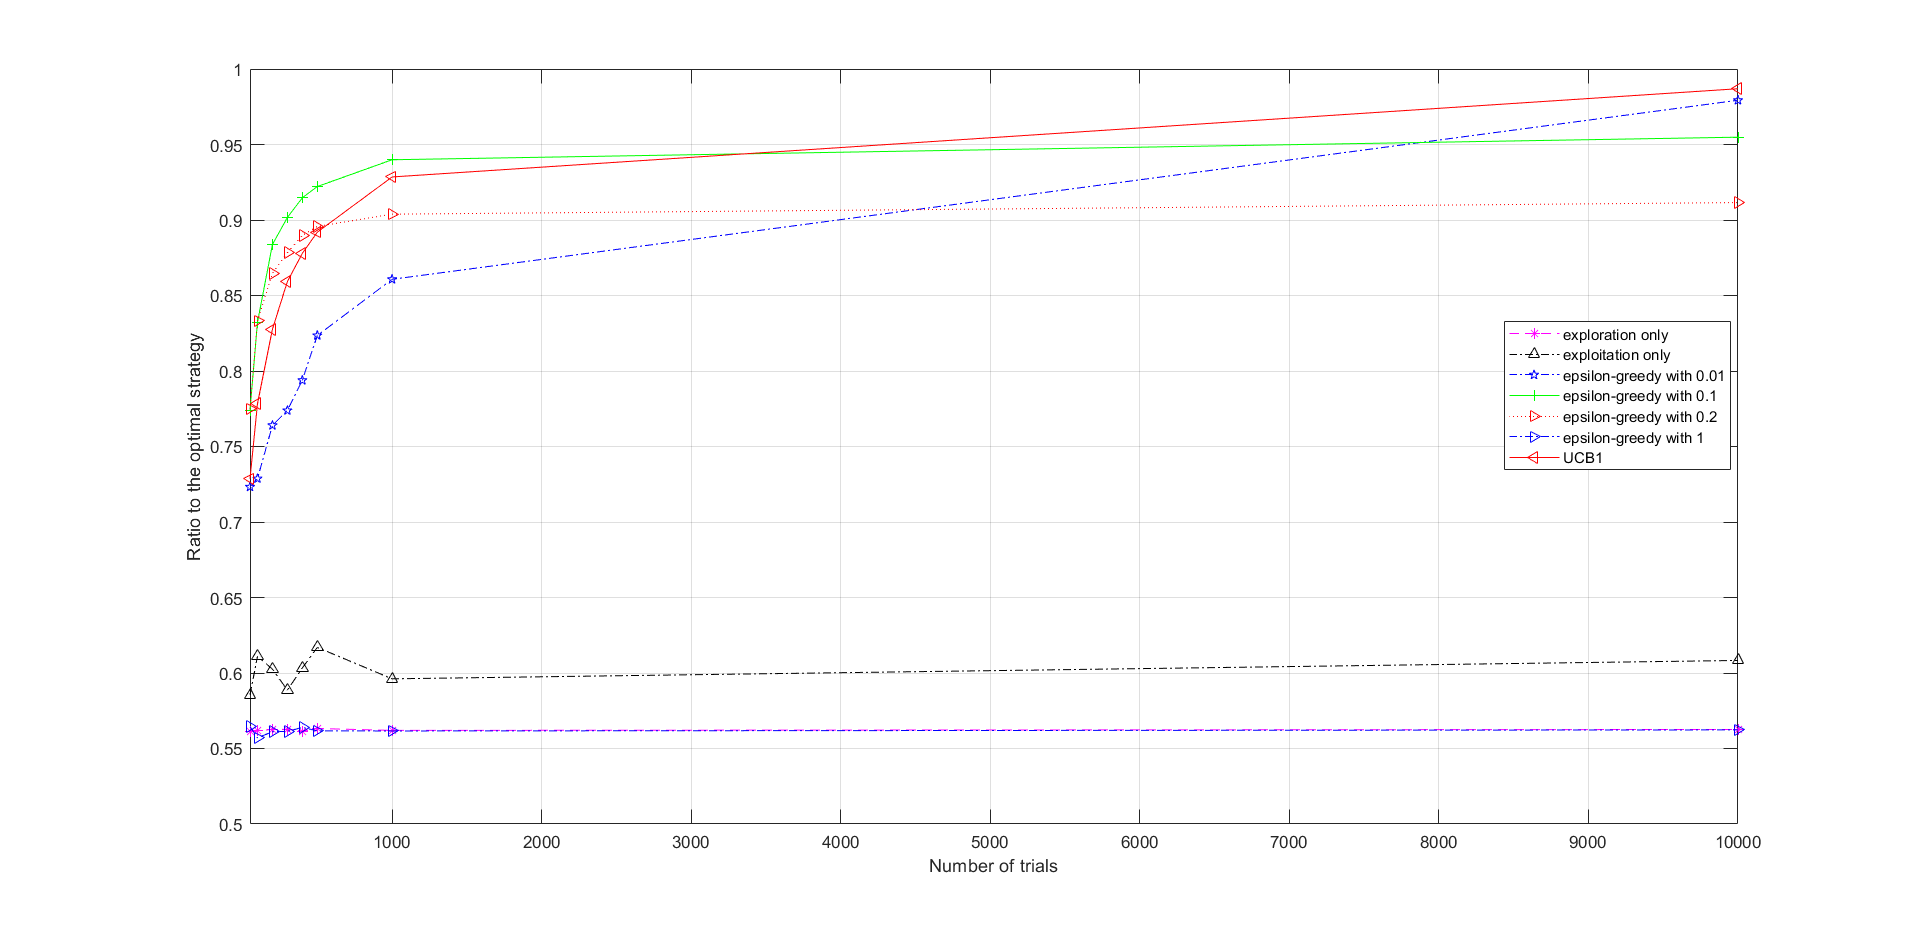 1
0.95
0.9
0.85
0.8
0.75
0.7
0.65
0.6
0.55
0.5
Ratio to the optimal strategy
exploration only
exploitation only
epsilon-greedy with 0.01
epsilon-greedy with 0.1
epsilon-greedy with 0.2
epsilon-greedy with 1
UCB1
1000 2000 3000 4000 5000 6000 7000 8000 9000 10000
Number of trials